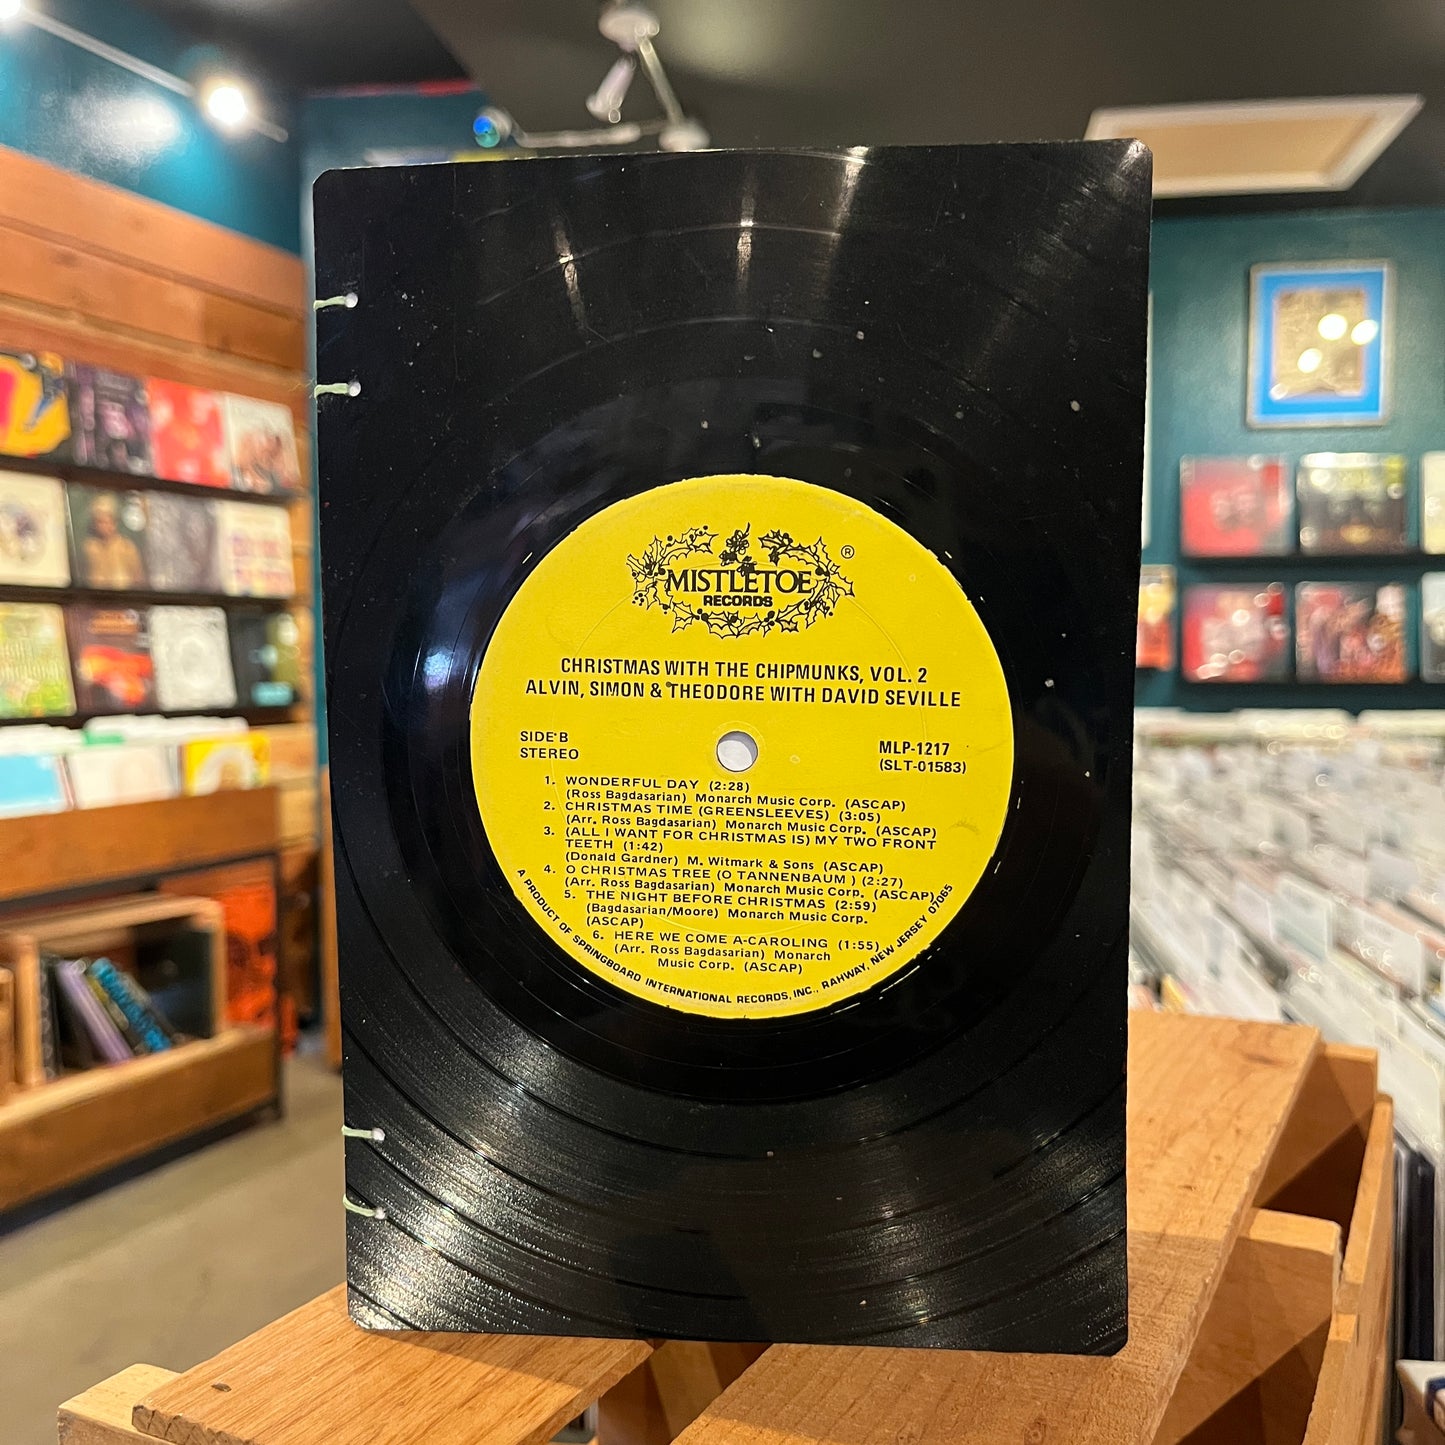 MISTLETOE ®
RECORDS
CHRISTMAS WITH THE CHIPMUNKS, VOL. 2
ALVIN, SIMON & THEODORE WITH DAVID SEVILLE
SIDE B
STEREO
MLP-1217
(SLT-01583)
1. WONDERFUL DAY (2:28)
(Ross Bagdasarian) Monarch Music Corp. (ASCAP)
2. CHRISTMAS TIME (GREENSLEEVES) (3:05)
(Arr. Ross Bagdasarian) Monarch Music Corp. (ASCAP)
3. (ALL I WANT FOR CHRISTMAS IS) MY TWO FRONT
TEETH (1:42)
(Donald Gardner) M. Witmark & Sons (ASCAP)
4. O CHRISTMAS TREE (O TANNENBAUM ) (2:27)
(Arr. Ross Bagdasarian) Monarch Music Corp. (ASCAP)
5. THE NIGHT BEFORE CHRISTMAS (2:59)
(Bagdasarian/Moore) Monarch Music Corp.
(ASCAP)
6. HERE WE COME A-CAROLING (1:55)
(Arr. Ross Bagdasarian) Monarch
Music Corp. (ASCAP)
A PRODUCT OF SPRINGBOARD INTERNATIONAL RECORDS, INC., RAHWAY, NEW JERSEY 07065